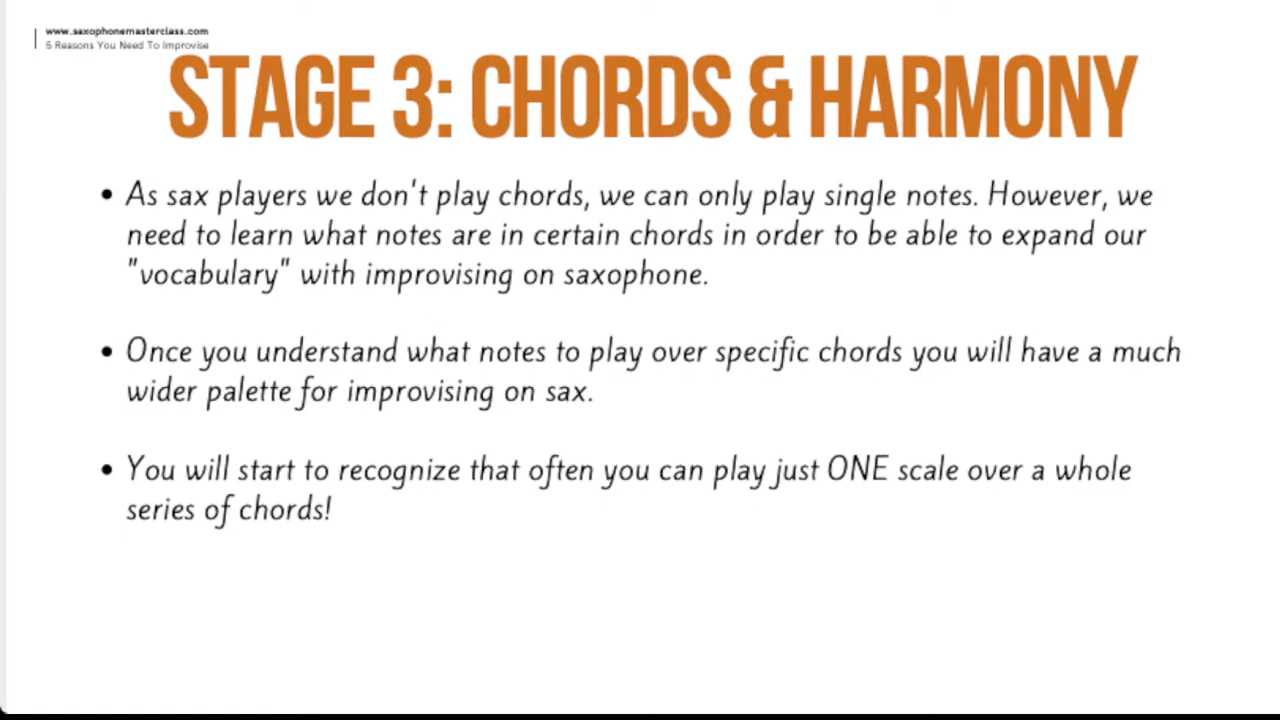 www.saxophonemasterclass.com
5 Reasons You Need To Improvise
STAGE 3: CHORDS & HARMONY
• As sax players we don't play chords, we can only play single notes. However, we
need to learn what notes are in certain chords in order to be able to expand our
"vocabulary" with improvising on saxophone.
• Once you understand what notes to play over specific chords you will have a much
wider palette for improvising on sax.
• You will start to recognize that often you can play just ONE scale over a whole
series of chords!